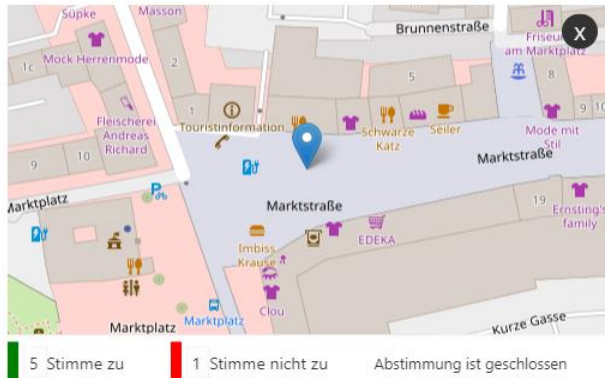 Süpke
Masson
Brunnenstraße
X
Friseur
am Marktplatz
Mock Herrenmode
1c
2
5
8
Fleischerei
Andreas
Richard
1
Touristinformation
Schwarze
Katz
Seiler
Mode mit
Stil
9
10
9
10
Marktstraße
Marktplatz
Marktstraße
19
Ernsting's
family
EDEKA
Imbiss
Krause
Clou
Marktplatz
Marktplatz
Kurze Gasse
5 Stimme zu
1 Stimme nicht zu
Abstimmung ist geschlossen